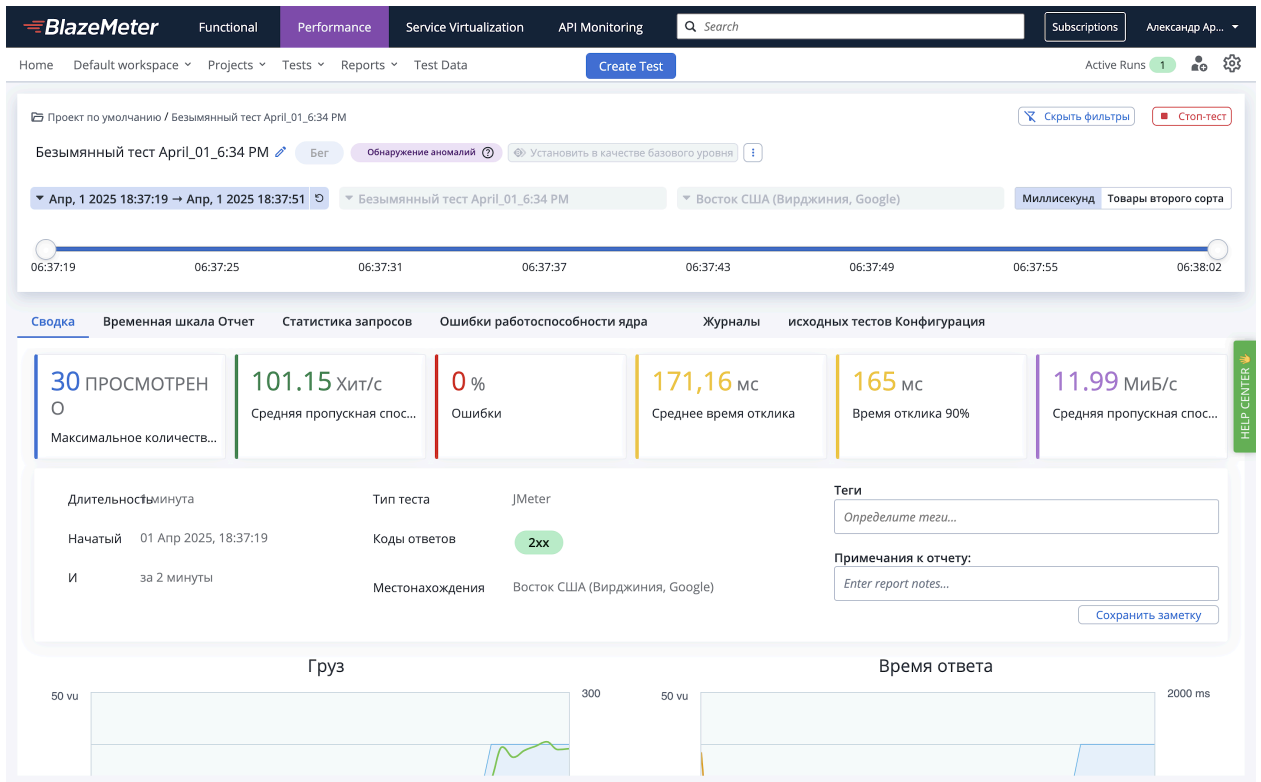 BlazeMeter Functional Performance Service Virtualization API Monitoring Search Subscriptions Александр Ар...
Home Default workspace Projects Tests Reports Test Data Create Test Active Runs 1
Проект по умолчанию / Безымянный тест April_01_6:34 PM Скрыть фильтры Стоп-тест
Безымянный тест April_01_6:34 PM Бег Обнаружение аномалий Установить в качестве базового уровня
Апр, 1 2025 18:37:19 → Апр, 1 2025 18:37:51 Безымянный тест April_01_6:34 PM Восток США (Вирджиния, Google) Миллисекунд Товары второго сорта
06:37:19 06:37:25 06:37:31 06:37:37 06:37:43 06:37:49 06:37:55 06:38:02
Сводка Временная шкала Отчет Статистика запросов Ошибки работоспособности ядра Журналы исходных тестов Конфигурация
30 ПРОСМОТРЕН
О
Максимальное количеств...
101.15 Хит/с
Средняя пропускная спос...
0 %
Ошибки
171,16 мс
Среднее время отклика
165 мс
Время отклика 90%
11.99 МиБ/с
Средняя пропускная спос...
HELP CENTER
Длительность 1 минута
Начатый 01 Апр 2025, 18:37:19
И за 2 минуты
Тип теста JMeter
Коды ответов 2xx
Местонахождения Восток США (Вирджиния, Google)
Теги
Определите теги...
Примечания к отчету:
Enter report notes...
Сохранить заметку
Груз
50 vu 300
Время ответа
50 vu 2000 ms